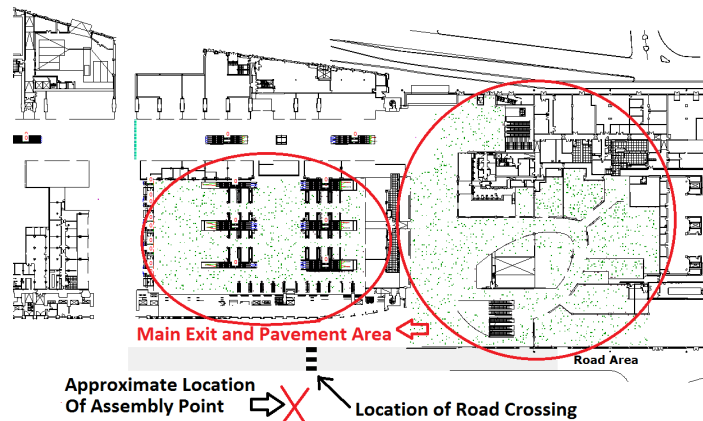 Main Exit and Pavement Area
Road Area
Approximate Location
Of Assembly Point
Location of Road Crossing